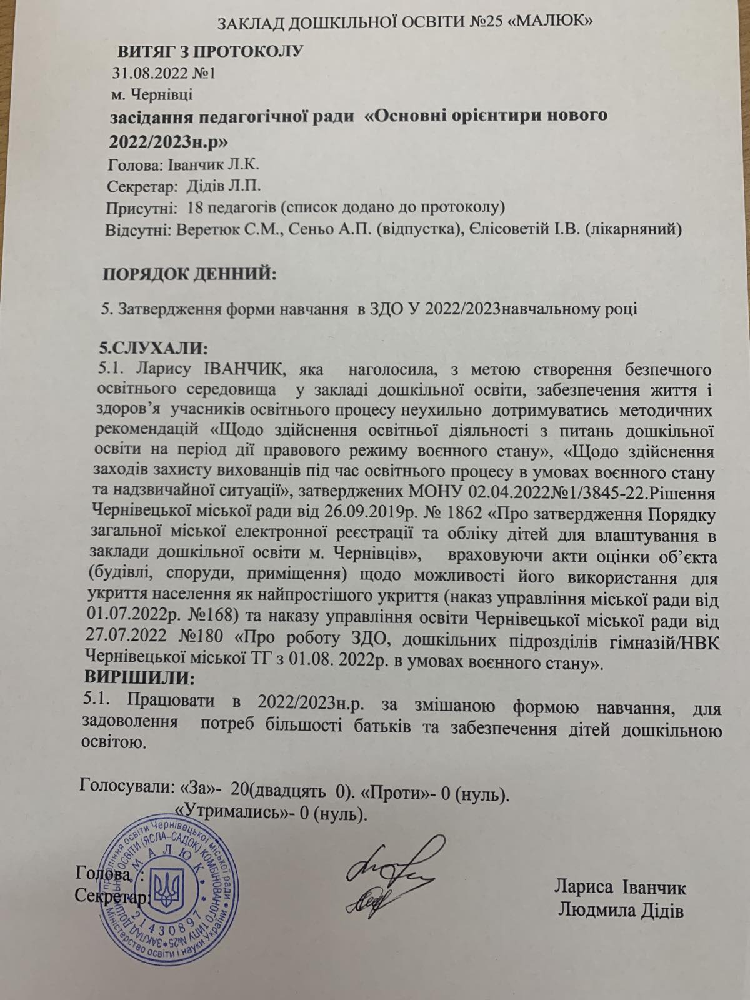 ЗАКЛАД ДОШКІЛЬНОЇ ОСВІТИ №25 «МАЛЮК»
ВИТЯГ З ПРОТОКОЛУ
31.08.2022 №1
м. Чернівці
засідання педагогічної ради «Основні орієнтири нового
2022/2023н.р»
Голова: Іванчик Л.К.
Секретар: Дідів Л.П.
Присутні: 18 педагогів (список додано до протоколу)
Відсутні: Веретюк С.М., Сеньо А.П. (відпустка), Єлісоветій І.В. (лікарняний)
ПОРЯДОК ДЕННИЙ:
5. Затвердження форми навчання в ЗДО У 2022/2023навчальному році
5.СЛУХАЛИ:
5.1. Ларису ІВАНЧИК, яка наголосила, з метою створення безпечного
освітнього середовища у закладі дошкільної освіти, забезпечення життя і
здоров’я учасників освітнього процесу неухильно дотримуватись методичних
рекомендацій «Щодо здійснення освітньої діяльності з питань дошкільної
освіти на період дії правового режиму воєнного стану», «Щодо здійснення
заходів захисту вихованців під час освітнього процесу в умовах воєнного стану
та надзвичайної ситуації», затверджених МОНУ 02.04.2022№1/3845-22.Рішення
Чернівецької міської ради від 26.09.2019р. № 1862 «Про затвердження Порядку
загальної міської електронної реєстрації та обліку дітей для влаштування в
заклади дошкільної освіти м. Чернівців», враховуючи акти оцінки об’єкта
(будівлі, споруди, приміщення) щодо можливості його використання для
укриття населення як найпростішого укриття (наказ управління міської ради від
01.07.2022р. №168) та наказу управління освіти Чернівецької міської ради від
27.07.2022 №180 «Про роботу ЗДО, дошкільних підрозділів гімназій/НВК
Чернівецької міської ТГ з 01.08. 2022р. в умовах воєнного стану».
ВИРІШИЛИ:
5.1. Працювати в 2022/2023н.р. за змішаною формою навчання, для
задоволення потреб більшості батьків та забезпечення дітей дошкільною
освітою.
Голосували: «За»- 20(двадцять 0). «Проти»- 0 (нуль).
«Утримались»- 0 (нуль).
Голова :
Лариса Іванчик
Секретар:
Людмила Дідів
Управління освіти Чернівецької міської ради * Міністерство освіти і науки України *
ЗАКЛАД ДОШКІЛЬНОЇ ОСВІТИ (ЯСЛА-САДОК) КОМБІНОВАНОГО ТИПУ №25*
МАЛЮК
21430897